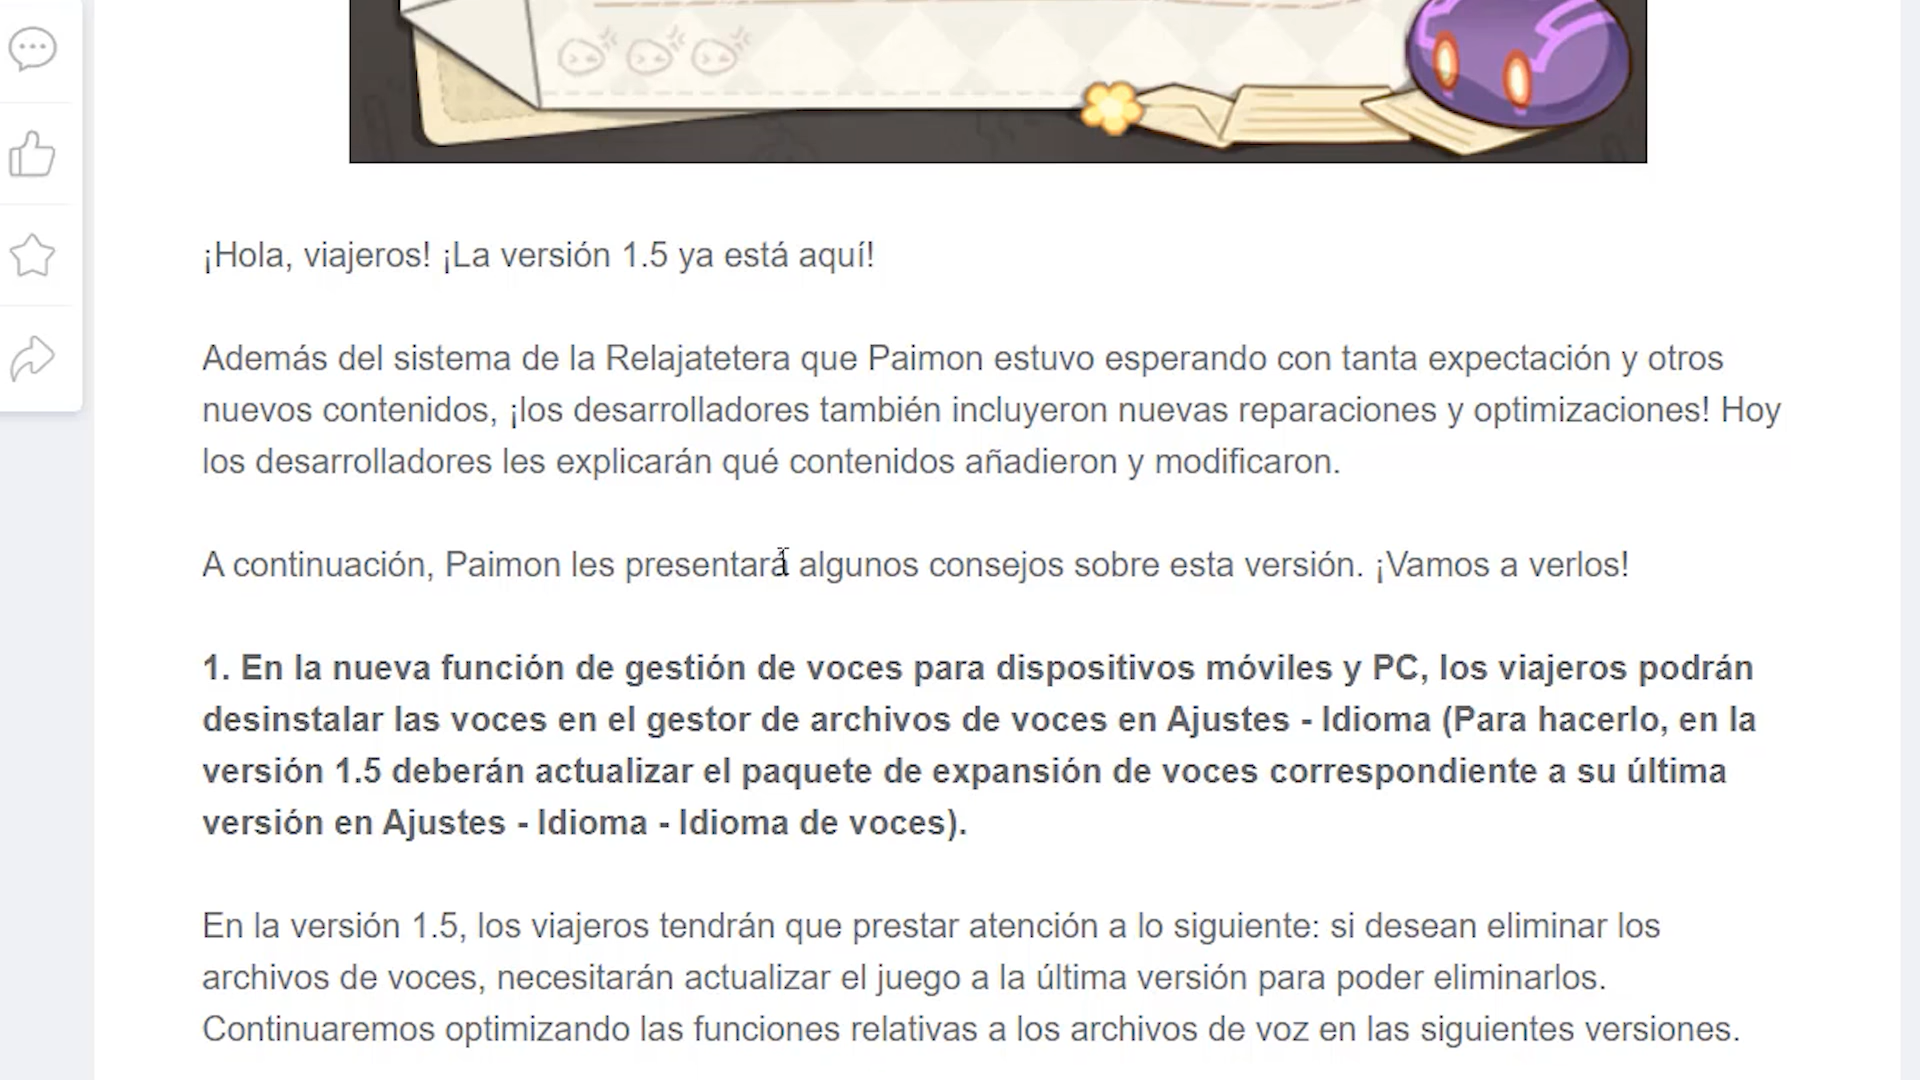 ¡Hola, viajeros! ¡La versión 1.5 ya está aquí!
Además del sistema de la Relajatetera que Paimon estuvo esperando con tanta expectación y otros
nuevos contenidos, ¡los desarrolladores también incluyeron nuevas reparaciones y optimizaciones! Hoy
los desarrolladores les explicarán qué contenidos añadieron y modificaron.
A continuación, Paimon les presentará algunos consejos sobre esta versión. ¡Vamos a verlos!
1. En la nueva función de gestión de voces para dispositivos móviles y PC, los viajeros podrán
desinstalar las voces en el gestor de archivos de voces en Ajustes - Idioma (Para hacerlo, en la
versión 1.5 deberán actualizar el paquete de expansión de voces correspondiente a su última
versión en Ajustes - Idioma - Idioma de voces).
En la versión 1.5, los viajeros tendrán que prestar atención a lo siguiente: si desean eliminar los
archivos de voces, necesitarán actualizar el juego a la última versión para poder eliminarlos.
Continuaremos optimizando las funciones relativas a los archivos de voz en las siguientes versiones.